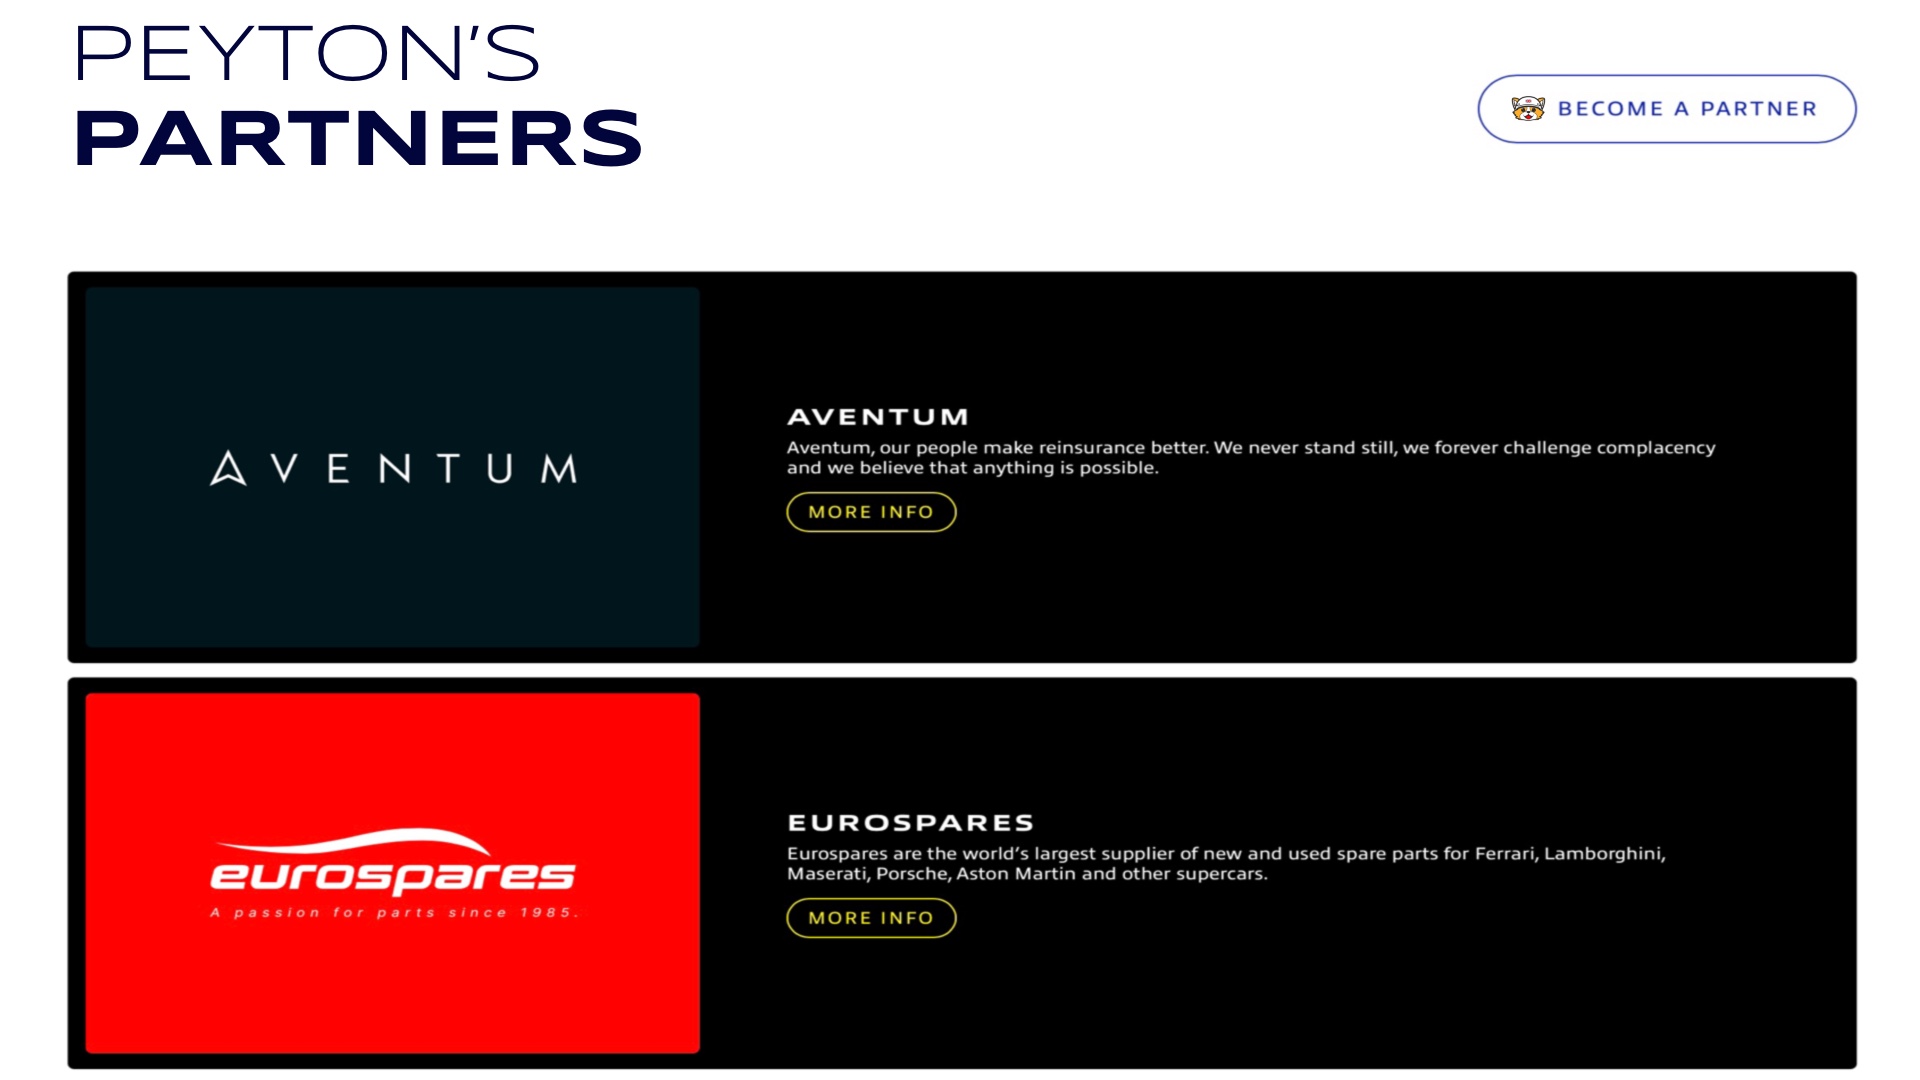 PEYTON’S
PARTNERS
BECOME A PARTNER
AVENTUM
AVENTUM
Aventum, our people make reinsurance better. We never stand still, we forever challenge complacency
and we believe that anything is possible.
MORE INFO
eurospares
A passion for parts since 1985.
EUROSPARES
Eurospares are the world’s largest supplier of new and used spare parts for Ferrari, Lamborghini,
Maserati, Porsche, Aston Martin and other supercars.
MORE INFO